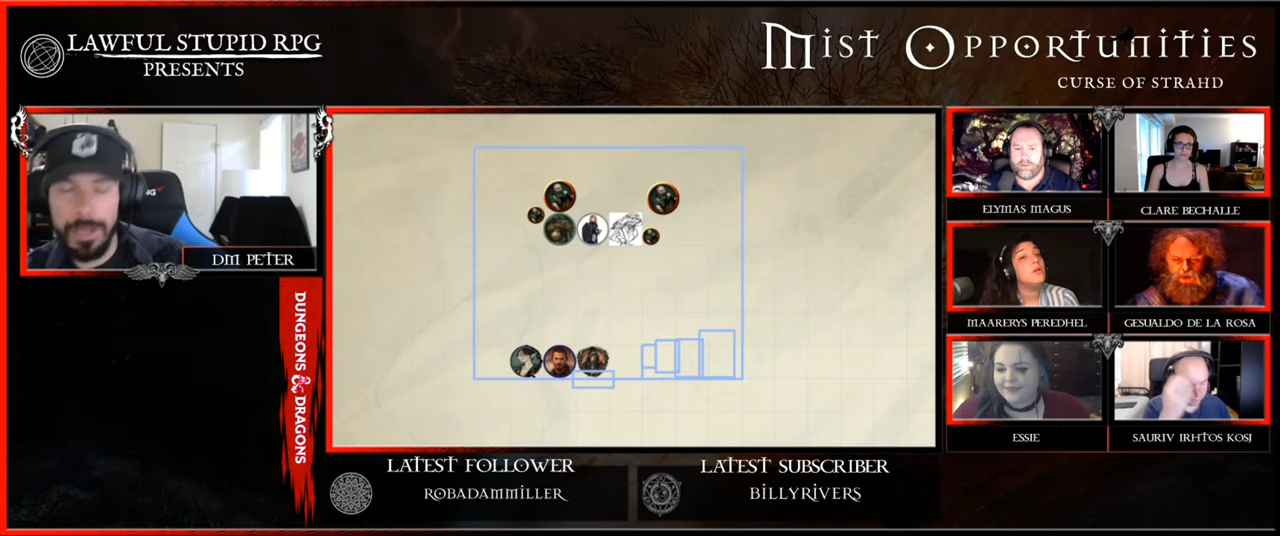 LAWFUL STUPID RPG
PRESENTS
MIST OPPORTUNITIES
CURSE OF STRAHD
DM PETER
DUNGEONS & DRAGONS
ELYMAS MAGUS
CLARE BECHALLE
MAARERYS PEREDHEL
GESUALDO DE LA ROSA
ESSIE
SAURIV IRHTOS KOSJ
LATEST FOLLOWER
ROBADAMMILLER
LATEST SUBSCRIBER
BILLYRIVERS